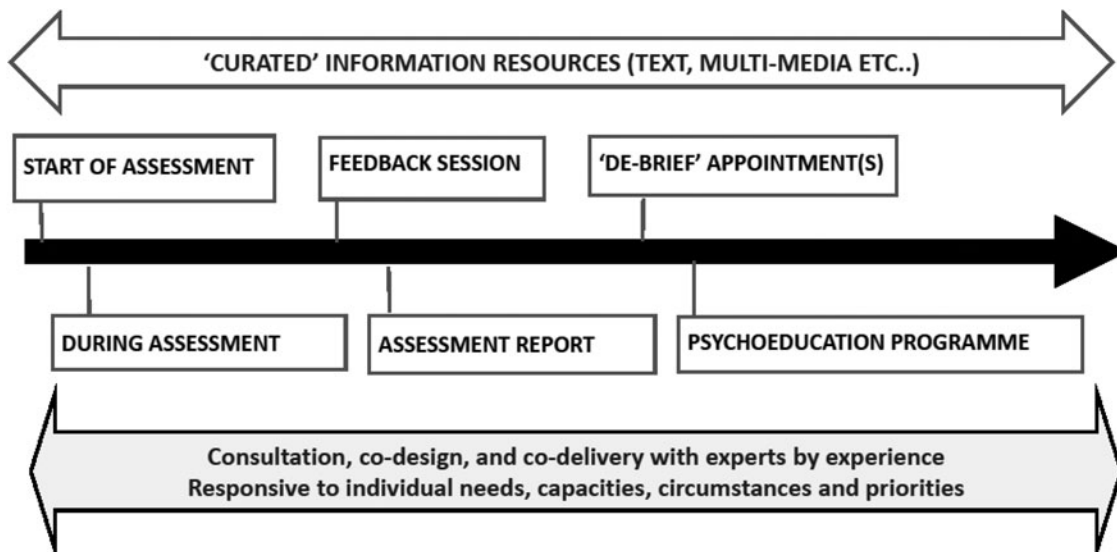 ‘CURATED’ INFORMATION RESOURCES (TEXT, MULTI-MEDIA ETC..)
START OF ASSESSMENT
FEEDBACK SESSION
‘DE-BRIEF’ APPOINTMENT(S)
DURING ASSESSMENT
ASSESSMENT REPORT
PSYCHOEDUCATION PROGRAMME
Consultation, co-design, and co-delivery with experts by experience
Responsive to individual needs, capacities, circumstances and priorities